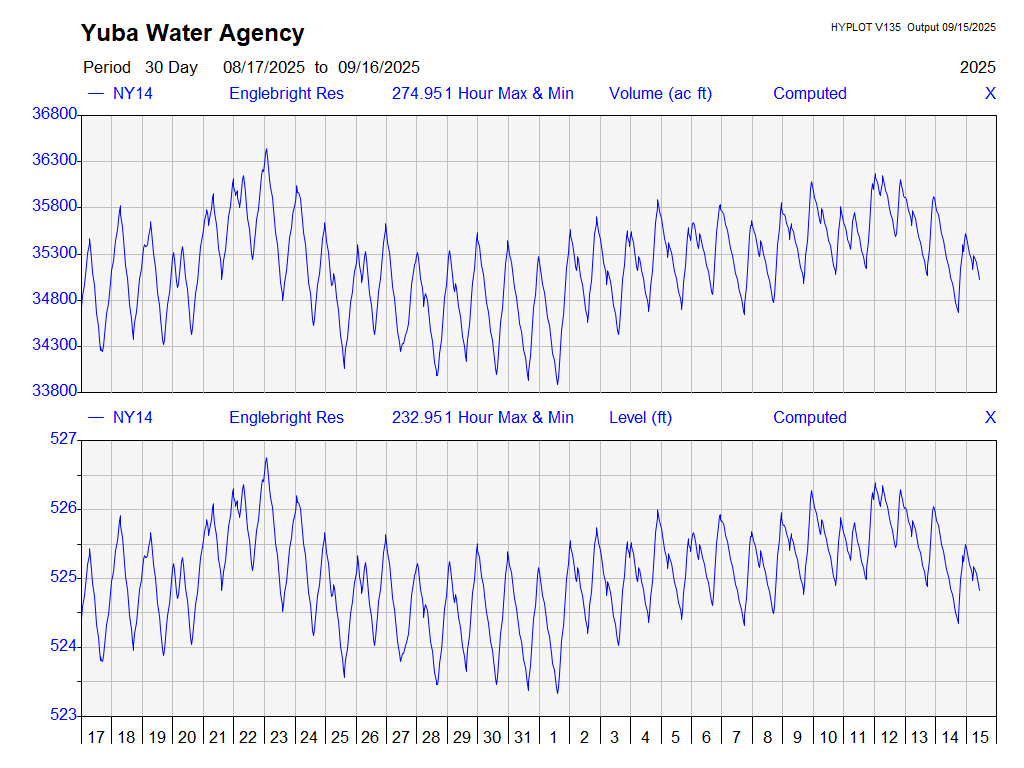 Yuba Water Agency
HYPLOT V135 Output 09/15/2025
Period 30 Day 08/17/2025 to 09/16/2025 2025
— NY14 Englebright Res 274.951 Hour Max & Min Volume (ac ft) Computed X
36800
36300
35800
35300
34800
34300
33800
— NY14 Englebright Res 232.951 Hour Max & Min Level (ft) Computed X
527
526
525
524
523
17 18 19 20 21 22 23 24 25 26 27 28 29 30 31 1 2 3 4 5 6 7 8 9 10 11 12 13 14 15